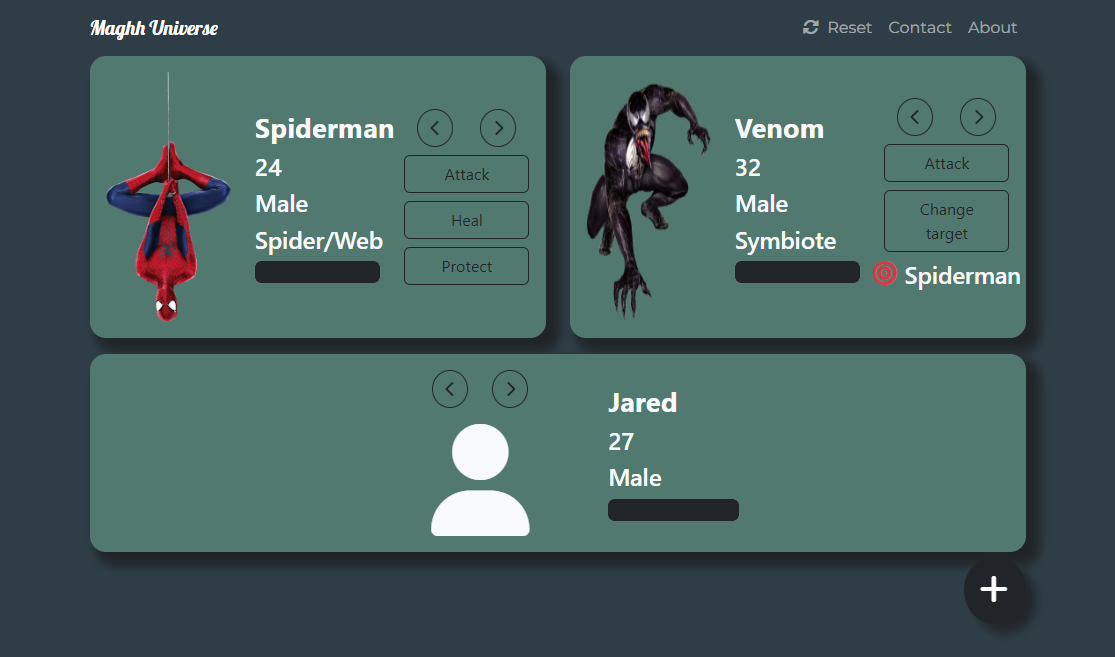 Maghh Universe
Reset Contact About
Spiderman
24
Male
Spider/Web
Attack
Heal
Protect
Venom
32
Male
Symbiote
Attack
Change
target
Spiderman
Jared
27
Male